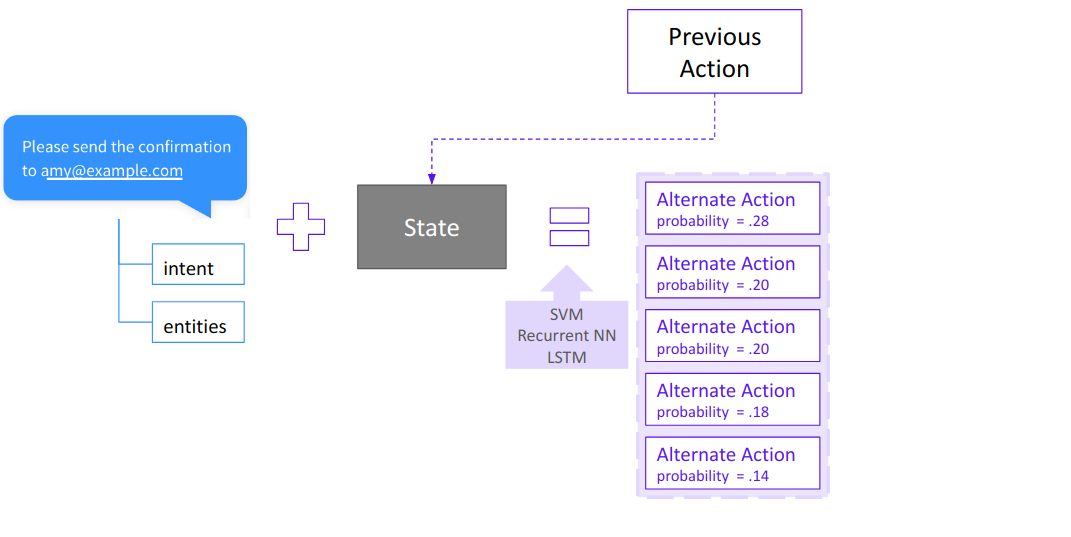 Previous
Action
Please send the confirmation
to amy@example.com
intent
entities
State
SVM
Recurrent NN
LSTM
Alternate Action
probability = .28
Alternate Action
probability = .20
Alternate Action
probability = .20
Alternate Action
probability = .18
Alternate Action
probability = .14